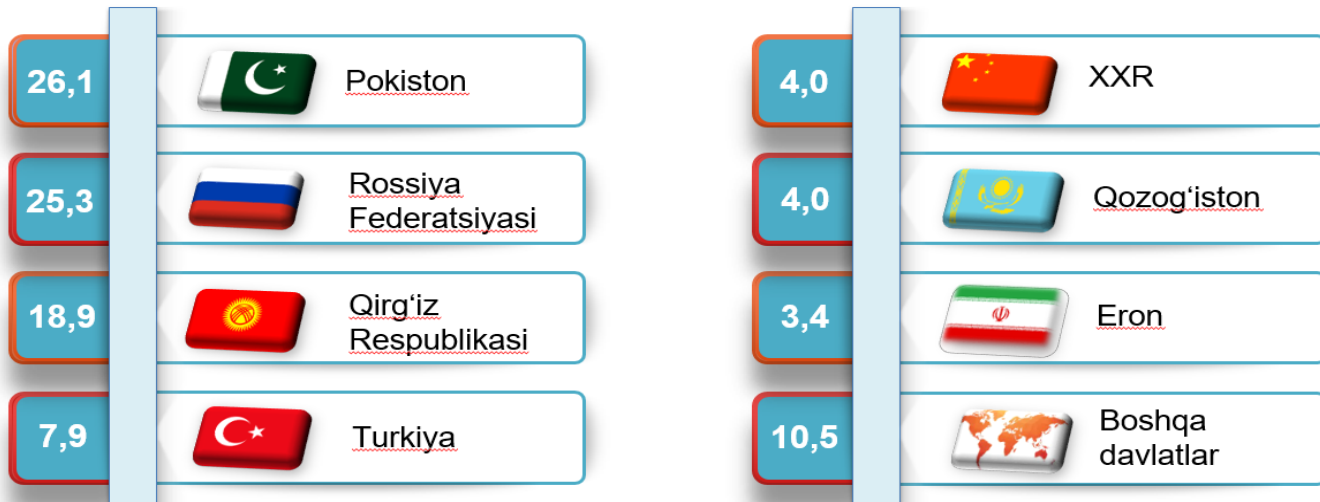 26,1
Pokiston
25,3
Rossiya
Federatsiyasi
18,9
Qirg‘iz
Respublikasi
7,9
Turkiya
4,0
XXR
4,0
Qozog‘iston
3,4
Eron
10,5
Boshqa
davlatlar